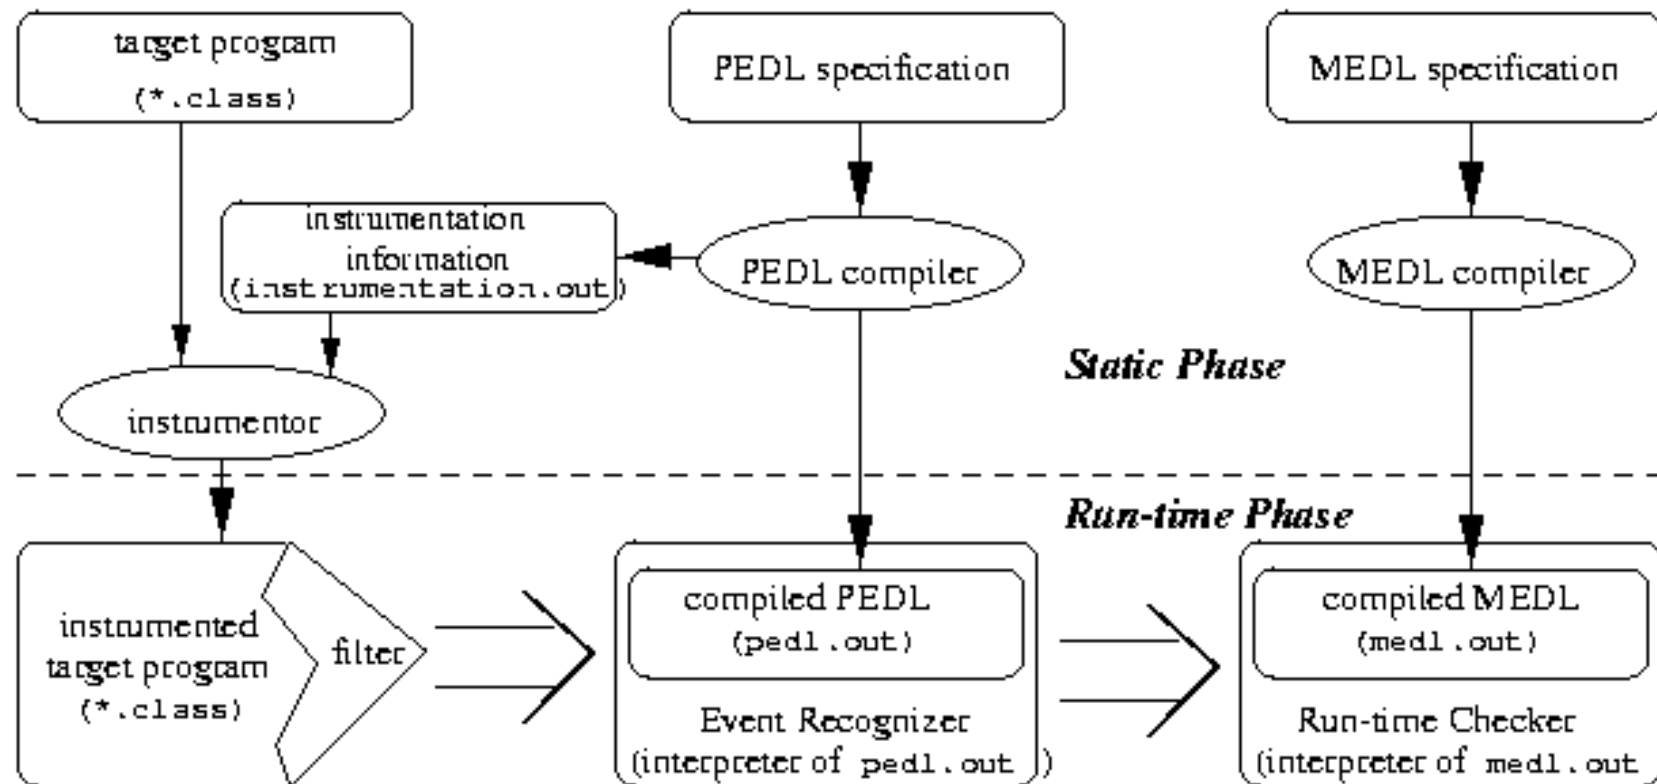 target program
(*.class)
PEDL specification
MEDL specification
instrumentation
information
(instrumentation.out)
PEDL compiler
MEDL compiler
Static Phase
instrumentor
Run-time Phase
instrumented
target program
(*.class)
filter
compiled PEDL
(pedl.out)
Event Recognizer
(interpreter of pedl.out )
compiled MEDL
(medl.out)
Run-time Checker
(interpreter of medl.out